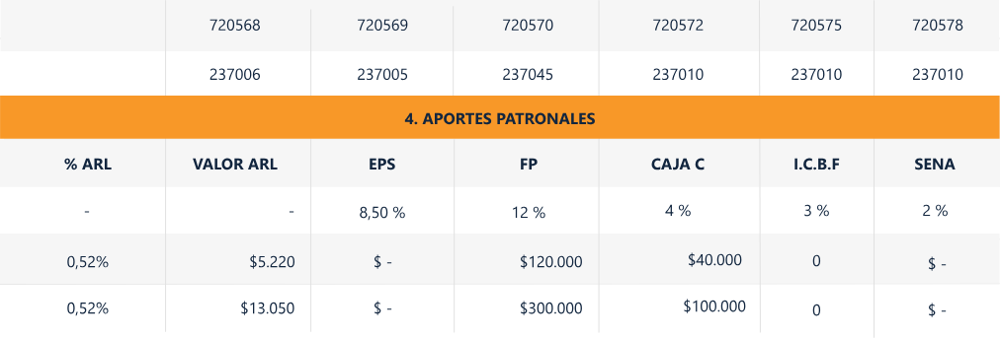 720568 720569 720570 720572 720575 720578
237006 237005 237045 237010 237010 237010
4. APORTES PATRONALES
% ARL VALOR ARL EPS FP CAJA C I.C.B.F SENA
- - 8,50 % 12 % 4 % 3 % 2 %
0,52% $5.220 $ - $120.000 $40.000 0 $ -
0,52% $13.050 $ - $300.000 $100.000 0 $ -